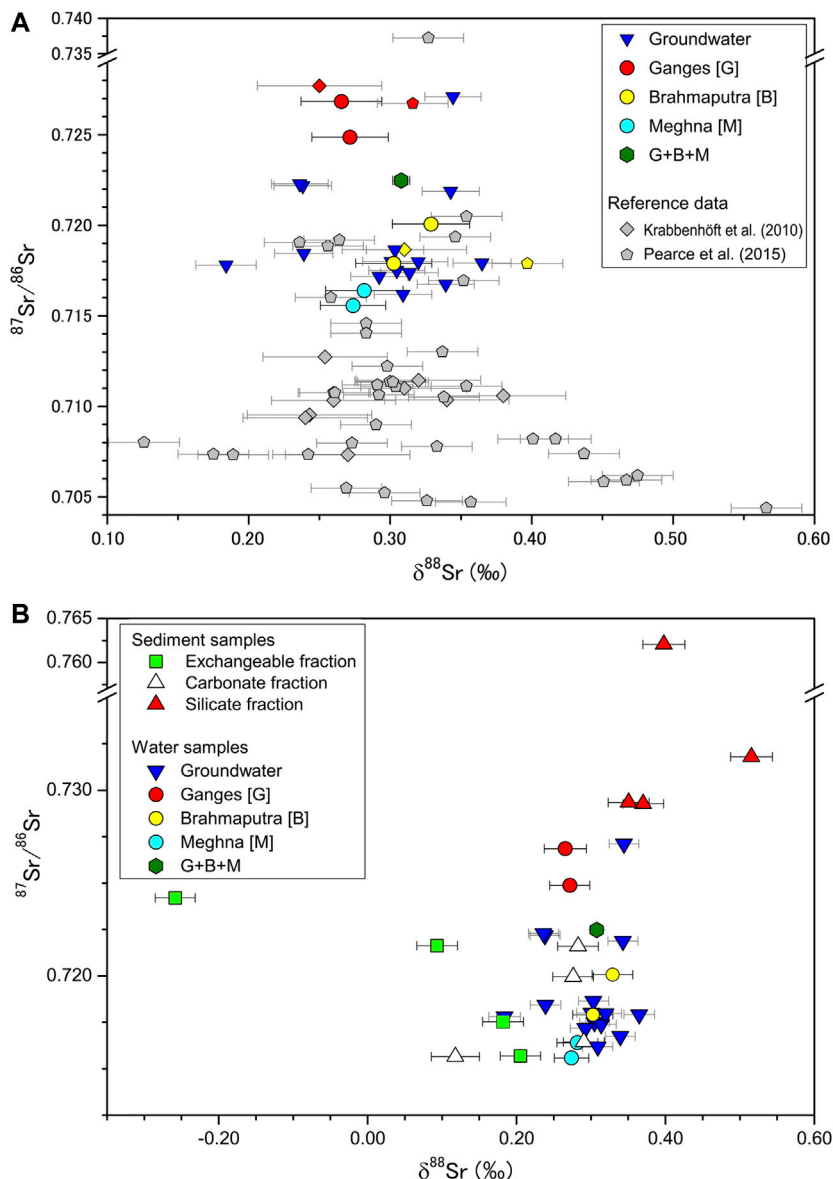 A
0.740
0.735
0.725
0.720
0.715
0.710
0.705
⁸⁷Sr/⁸⁶Sr
Groundwater
Ganges [G]
Brahmaputra [B]
Meghna [M]
G+B+M
Reference data
Krabbenhöft et al. (2010)
Pearce et al. (2015)
0.10 0.20 0.30 0.40 0.50 0.60
δ⁸⁸Sr (‰)
B
0.765
0.760
0.730
0.720
⁸⁷Sr/⁸⁶Sr
Sediment samples
Exchangeable fraction
Carbonate fraction
Silicate fraction
Water samples
Groundwater
Ganges [G]
Brahmaputra [B]
Meghna [M]
G+B+M
-0.20 0.00 0.20 0.40 0.60
δ⁸⁸Sr (‰)